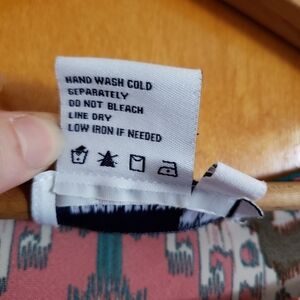 HAND WASH COLD
SEPARATELY
DO NOT BLEACH
LINE DRY
LOW IRON IF NEEDED